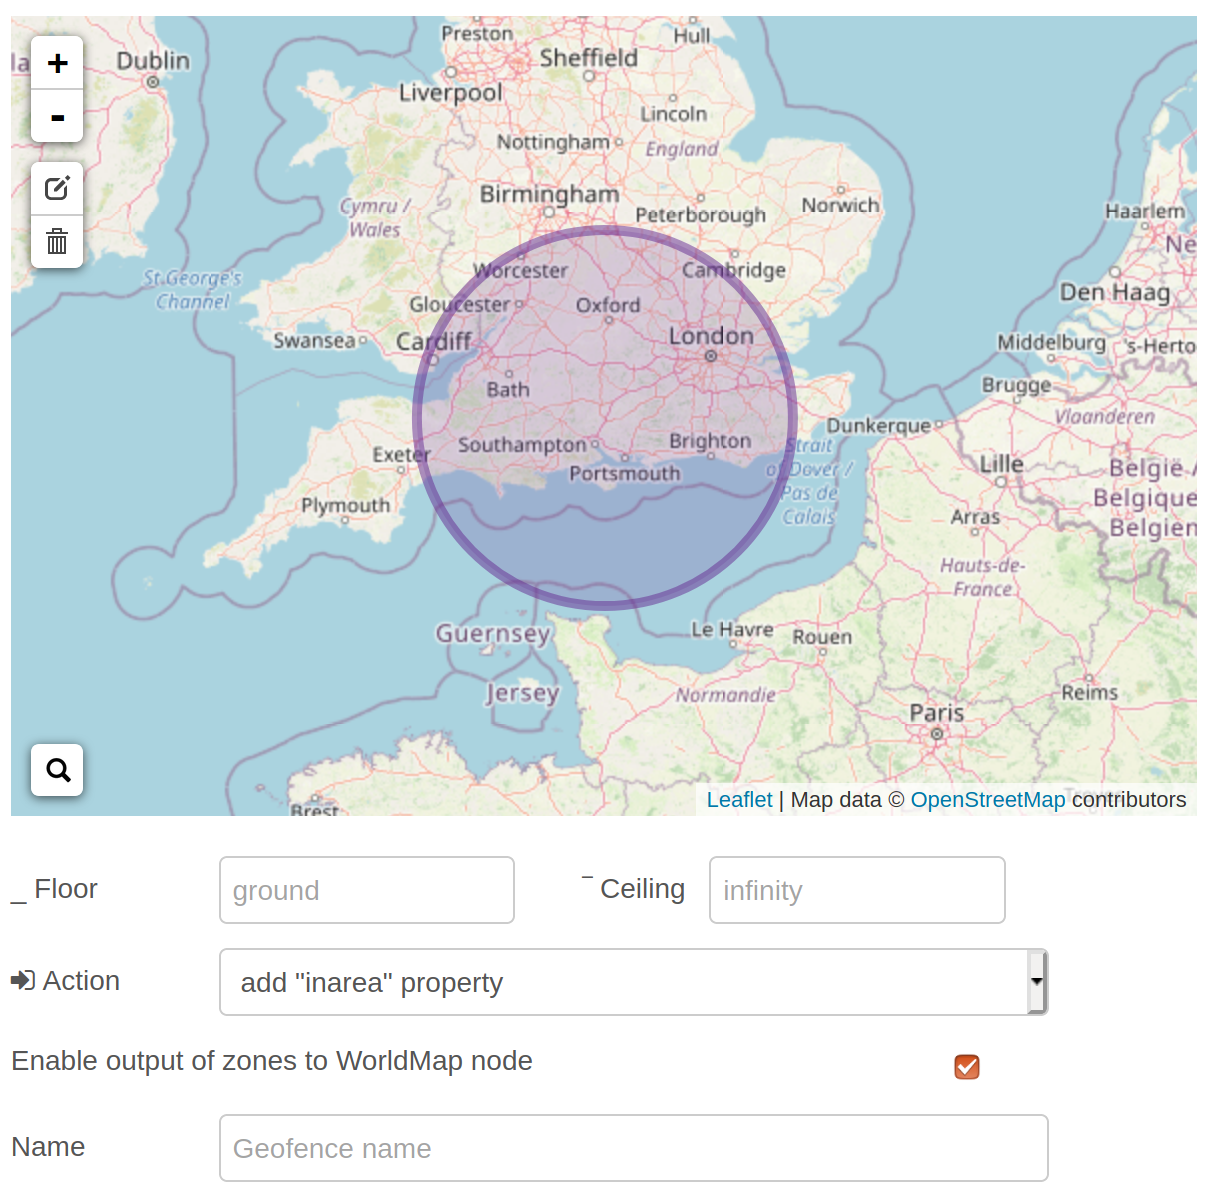 Preston
Hull
la
+
Dublin
Sheffield
Liverpool
Lincoln
-
Nottingham
England
Birmingham
Peterborough
Norwich
Haarlem
Cymru /
Wales
Ne
St.George's
Channel
Worcester
Cambridge
Den Haag
Gloucester
Oxford
Swansea
Cardiff
London
Middelburg
's-Herto
Bath
Brugge
Vlaanderen
Dunkerque
Exeter
Southampton
Brighton
Strait
of Dover /
Pas de
Calais
Portsmouth
Lille
België /
Belgique
Belgien
Plymouth
Arras
Hauts-de-
France
Guernsey
Le Havre
Rouen
Jersey
Normandie
Reims
Paris
Brest
Leaflet | Map data © OpenStreetMap contributors
_ Floor
ground
‾ Ceiling
infinity
Action
add "inarea" property
Enable output of zones to WorldMap node
Name
Geofence name